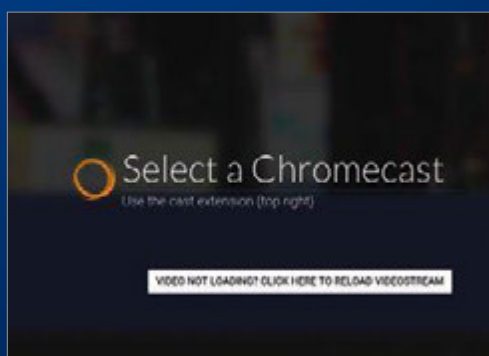 Select a Chromecast
Use the cast extension (top right)
VIDEO NOT LOADING? CLICK HERE TO RELOAD VIDEOSTREAM